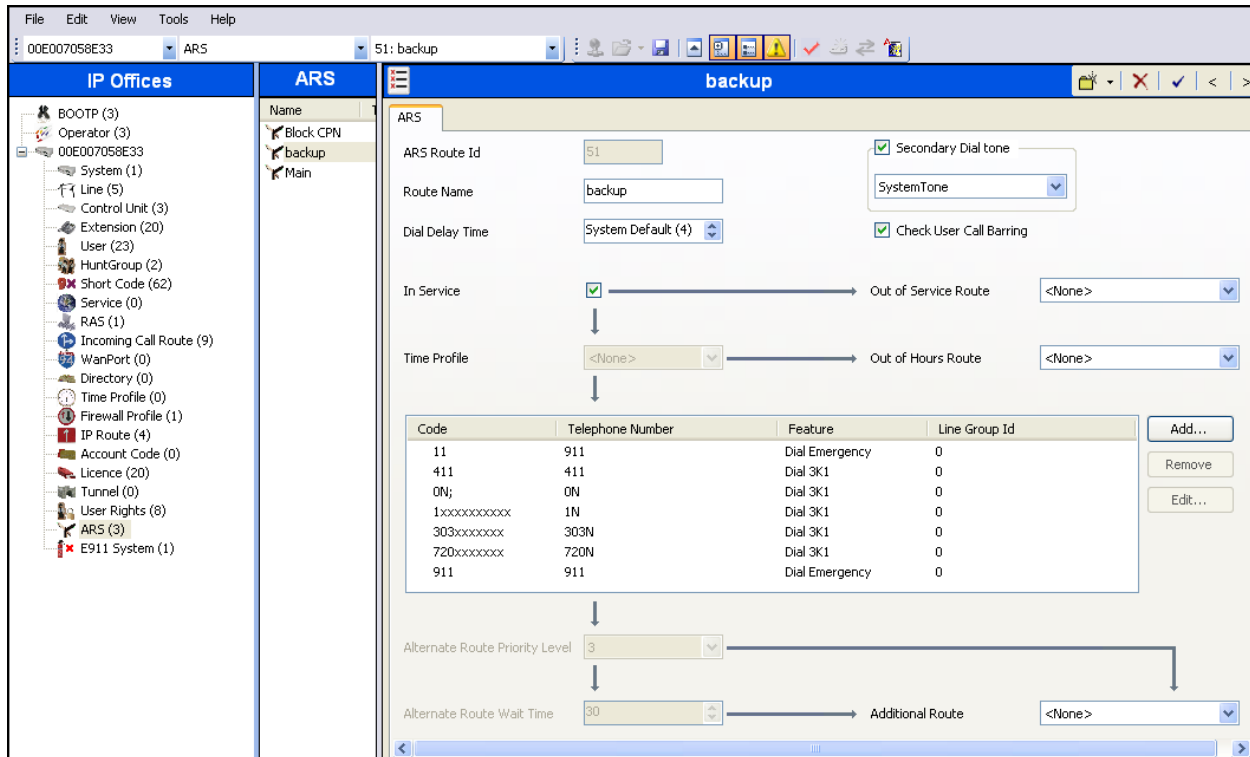 File Edit View Tools Help
00E007058E33 ARS 51: backup
IP Offices
BOOTP (3)
Operator (3)
00E007058E33
System (1)
Line (5)
Control Unit (3)
Extension (20)
User (23)
HuntGroup (2)
Short Code (62)
Service (0)
RAS (1)
Incoming Call Route (9)
WanPort (0)
Directory (0)
Time Profile (0)
Firewall Profile (1)
IP Route (4)
Account Code (0)
Licence (20)
Tunnel (0)
User Rights (8)
ARS (3)
E911 System (1)
ARS
Name
Block CPN
backup
Main
backup
ARS
ARS Route Id 51
Secondary Dial tone
SystemTone
Route Name backup
Dial Delay Time System Default (4)
Check User Call Barring
In Service Out of Service Route <None>
Time Profile <None> Out of Hours Route <None>
Code Telephone Number Feature Line Group Id
11 911 Dial Emergency 0
411 411 Dial 3K1 0
0N; 0N Dial 3K1 0
1xxxxxxxxxx 1N Dial 3K1 0
303xxxxxxx 303N Dial 3K1 0
720xxxxxxx 720N Dial 3K1 0
911 911 Dial Emergency 0
Add...
Remove
Edit...
Alternate Route Priority Level 3
Alternate Route Wait Time 30 Additional Route <None>